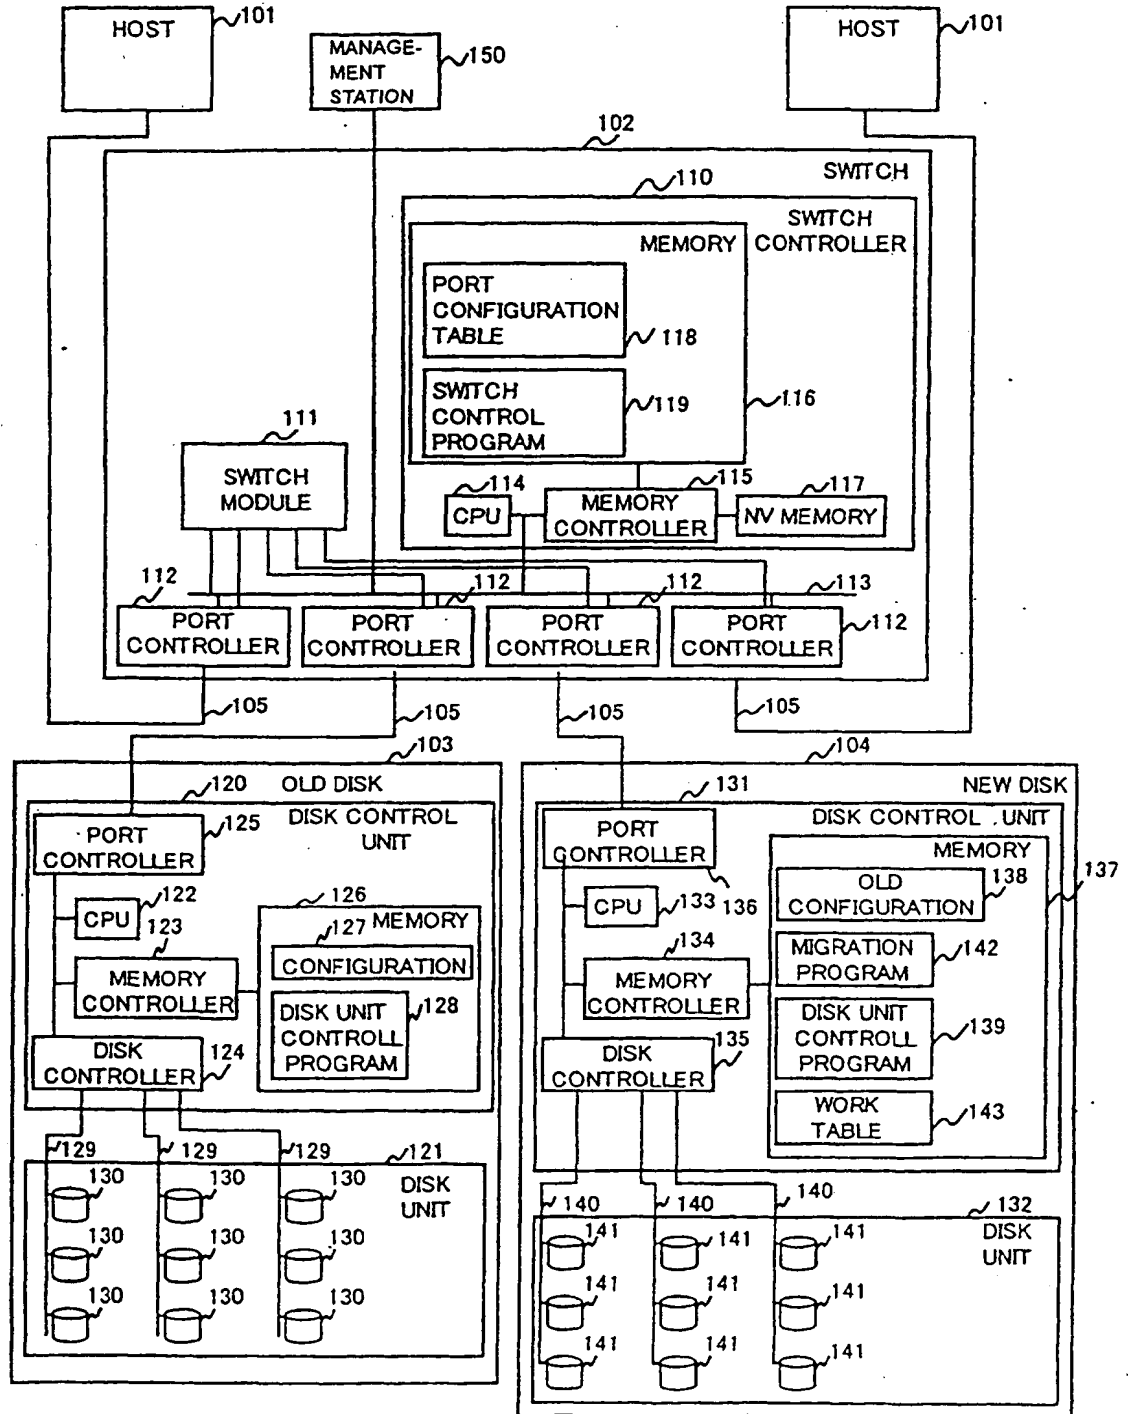 HOST
101
MANAGE-
MENT
STATION
150
HOST
101
102
SWITCH
110
SWITCH
CONTROLLER
MEMORY
PORT
CONFIGURATION
TABLE
118
SWITCH
CONTROL
PROGRAM
119
116
111
SWITCH
MODULE
114
CPU
115
MEMORY
CONTROLLER
117
NV MEMORY
113
112
PORT
CONTROLLER
112
PORT
CONTROLLER
112
PORT
CONTROLLER
112
PORT
CONTROLLER
105
105
105
105
103
OLD DISK
120
DISK CONTROL
UNIT
PORT
CONTROLLER
125
122
CPU
123
MEMORY
CONTROLLER
126
MEMORY
127
CONFIGURATION
DISK UNIT
CONTROLL
PROGRAM
128
DISK
CONTROLLER
124
129
129
129
121
DISK
UNIT
130
130
130
130
130
130
130
130
130
104
NEW DISK
131
DISK CONTROL . UNIT
PORT
CONTROLLER
136
CPU
133
134
MEMORY
CONTROLLER
MEMORY
137
OLD
CONFIGURATION
138
MIGRATION
PROGRAM
142
DISK UNIT
CONTROLL
PROGRAM
139
WORK
TABLE
143
DISK
CONTROLLER
135
140
140
140
132
DISK
UNIT
141
141
141
141
141
141
141
141
141